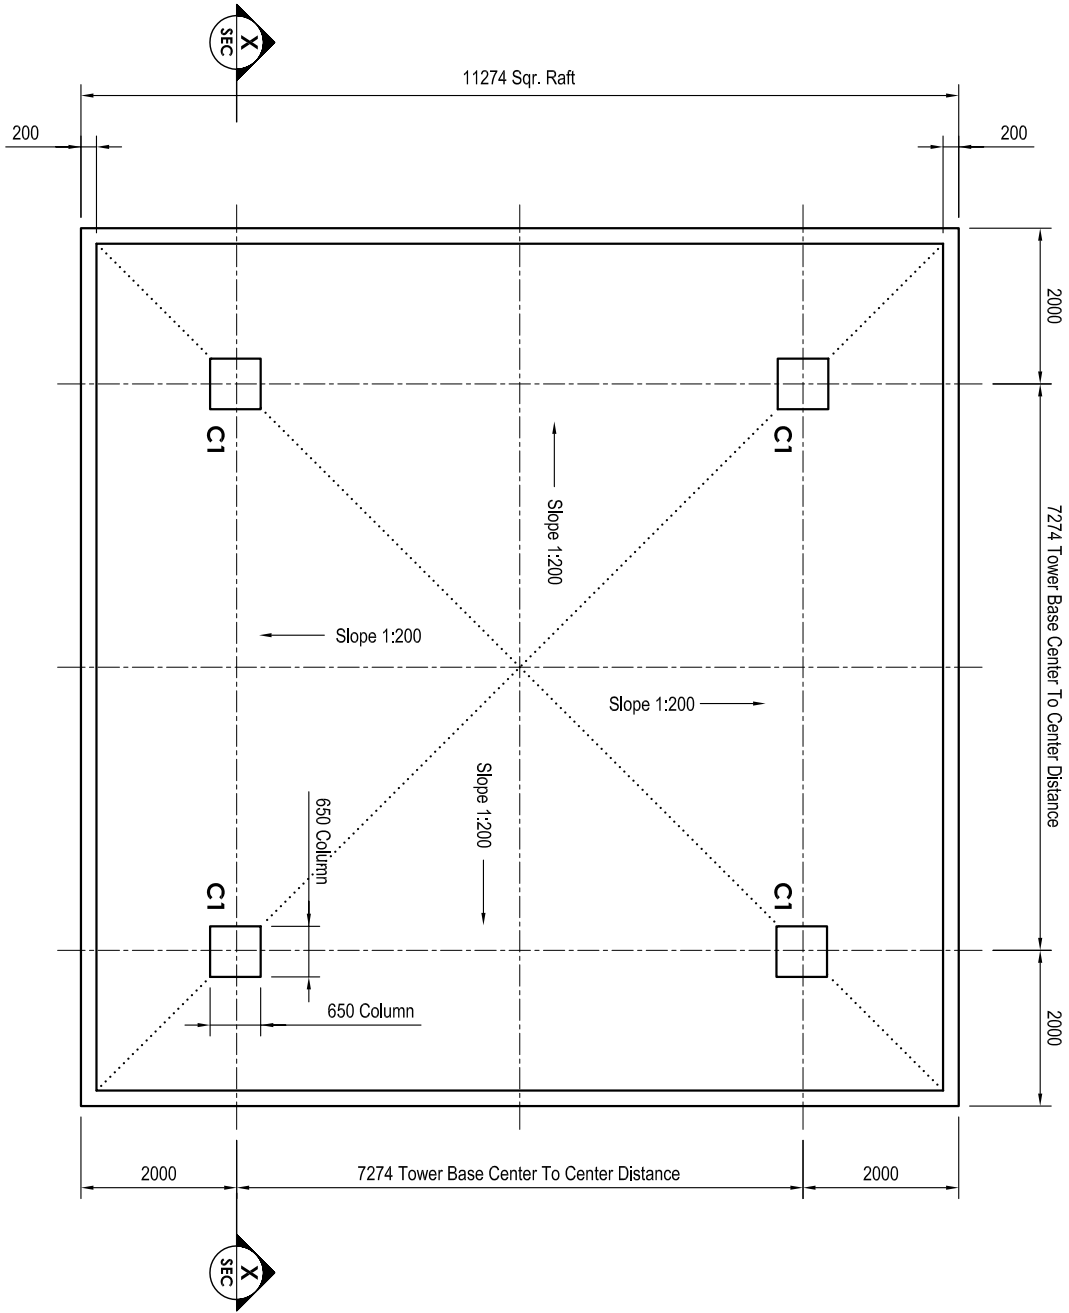 X
SEC
11274 Sqr. Raft
200
200
2000
C1
C1
Slope 1:200
7274 Tower Base Center To Center Distance
Slope 1:200
Slope 1:200
Slope 1:200
650 Column
C1
C1
650 Column
2000
2000
7274 Tower Base Center To Center Distance
2000
X
SEC